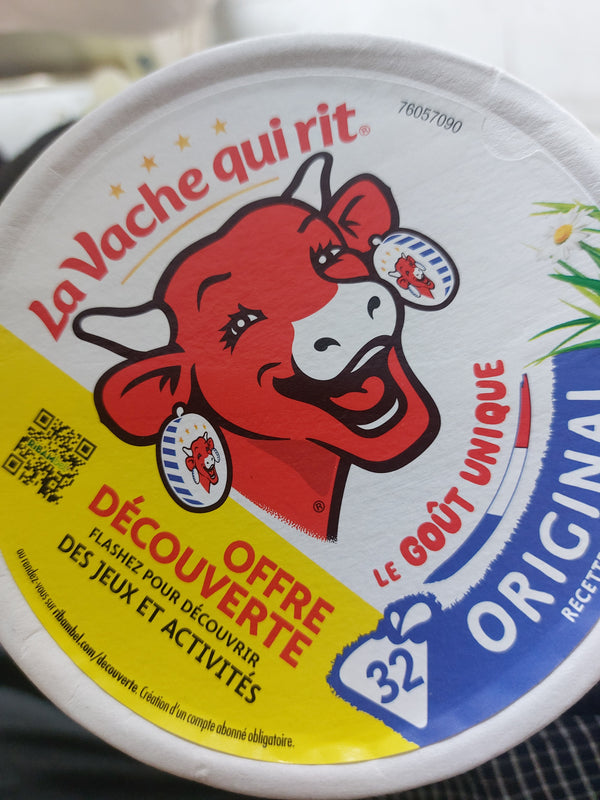 76057090
La Vache qui rit®
LE GOÛT UNIQUE
ORIGINAL
RECETTE
32
OFFRE
DÉCOUVERTE
FLASHEZ POUR DÉCOUVRIR
DES JEUX ET ACTIVITÉS
ou rendez-vous sur ribambel.com/decouverte. Création d'un compte abonné obligatoire.
®